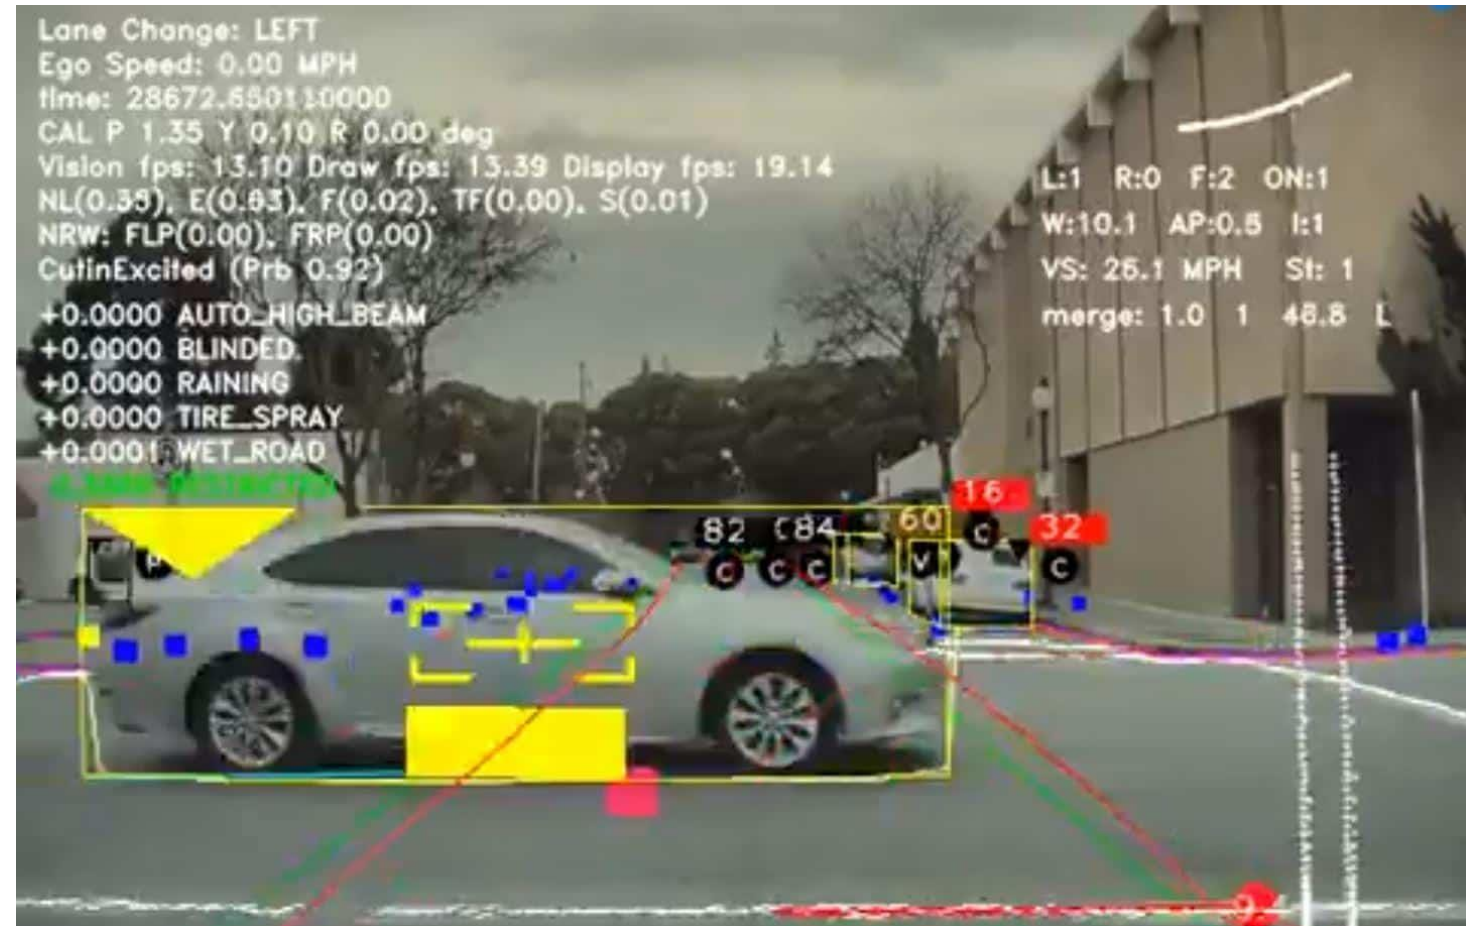 Lane Change: LEFT
Ego Speed: 0.00 MPH
time: 28672.650110000
CAL P 1.35 Y 0.10 R 0.00 deg
Vision fps: 13.10 Draw fps: 13.39 Display fps: 19.14
NL(0.38), E(0.63), F(0.02), TF(0.00), S(0.01)
NRW: FLP(0.00), FRP(0.00)
CutinExcited (Prb 0.92)
+0.0000 AUTO_HIGH_BEAM
+0.0000 BLINDED
+0.0000 RAINING
+0.0000 TIRE_SPRAY
+0.0001 WET_ROAD
L:1 R:0 F:2 ON:1
W:10.1 AP:0.5 I:1
VS: 26.1 MPH St: 1
merge: 1.0 1 46.8 L
16
82 84 60 32
C C C V C C